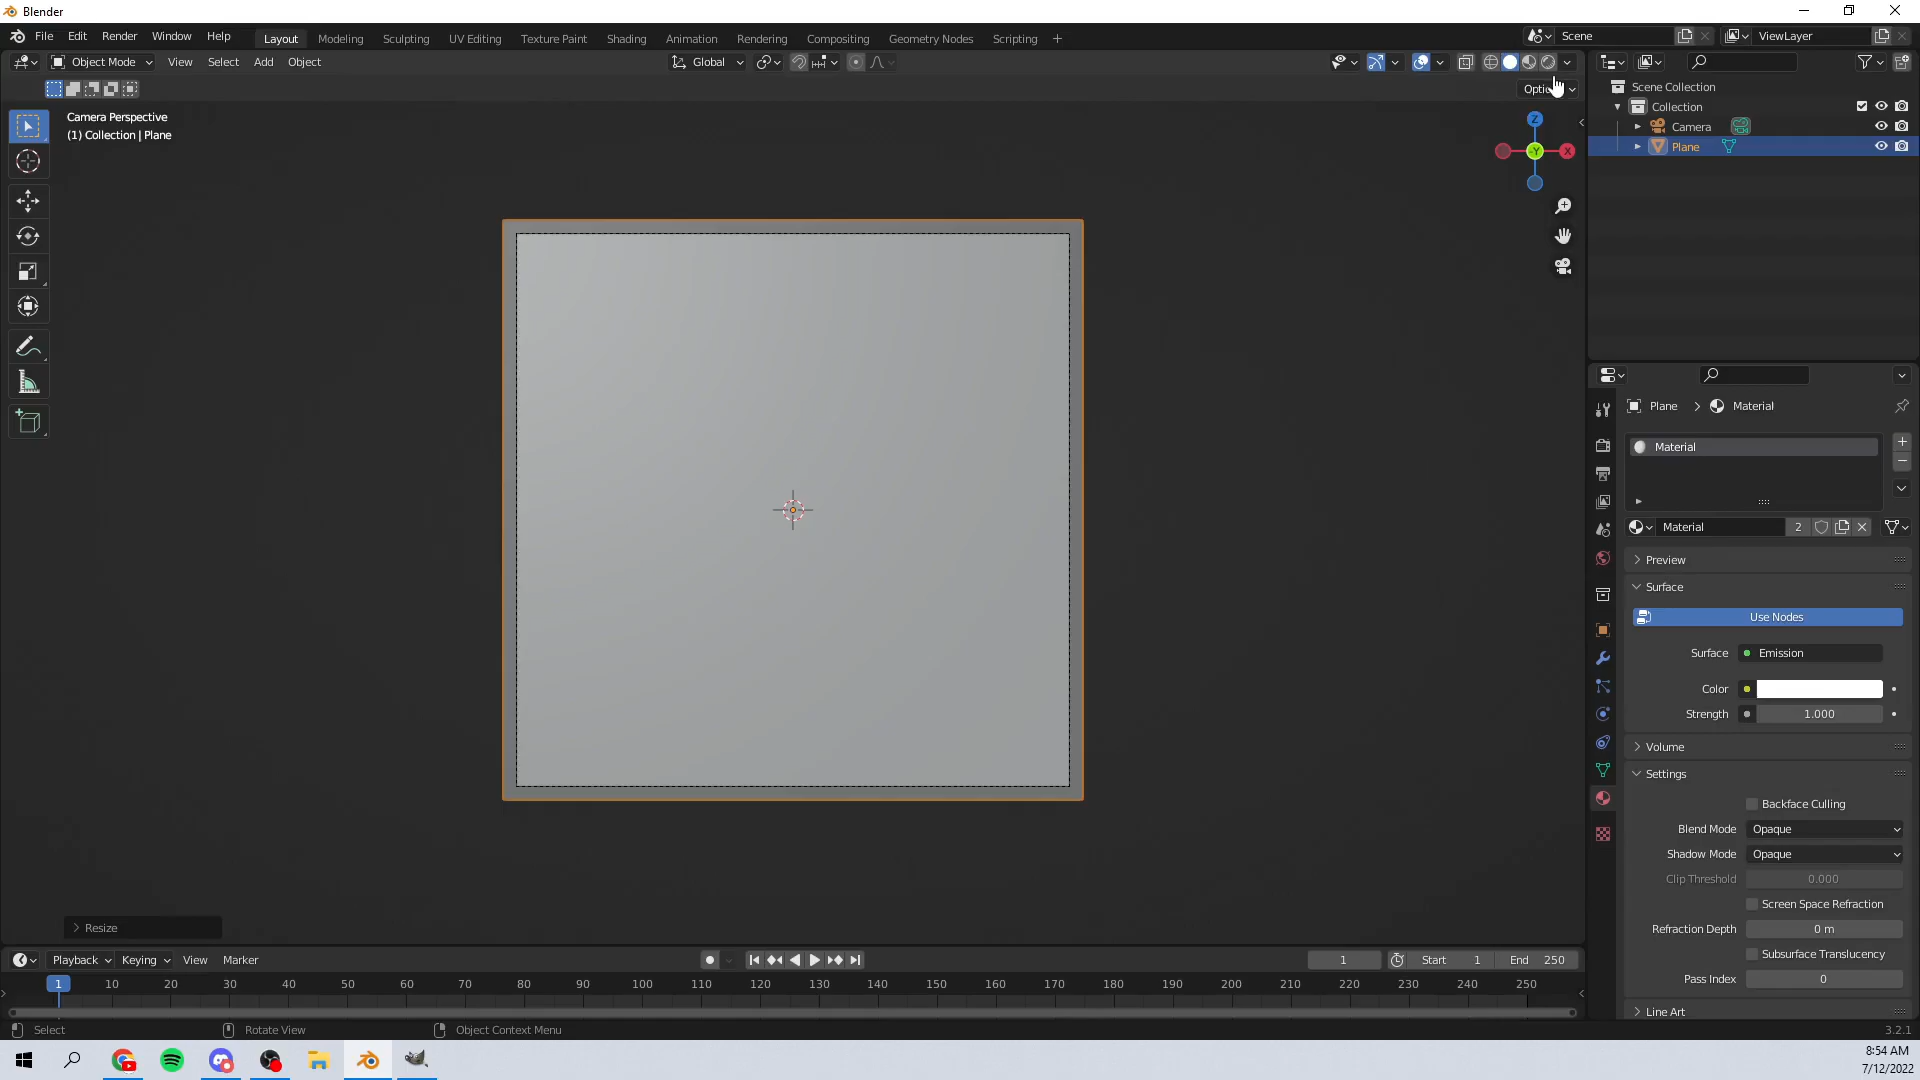 Blender
File Edit Render Window Help
Layout Modeling Sculpting UV Editing Texture Paint Shading Animation Rendering Compositing Geometry Nodes Scripting +
Scene
ViewLayer
Object Mode View Select Add Object
Global
Camera Perspective
(1) Collection | Plane
Z
-Y
X
Scene Collection
Collection
Camera
Plane
Plane > Material
Material
Material 2
Preview
Surface
Use Nodes
Surface Emission
Color
Strength 1.000
Volume
Settings
Backface Culling
Blend Mode Opaque
Shadow Mode Opaque
Clip Threshold 0.000
Screen Space Refraction
Refraction Depth 0 m
Subsurface Translucency
Pass Index 0
Line Art
Resize
Playback Keying View Marker
1
Start 1 End 250
1 10 20 30 40 50 60 70 80 90 100 110 120 130 140 150 160 170 180 190 200 210 220 230 240 250
Select Rotate View Object Context Menu
3.2.1
8:54 AM
7/12/2022